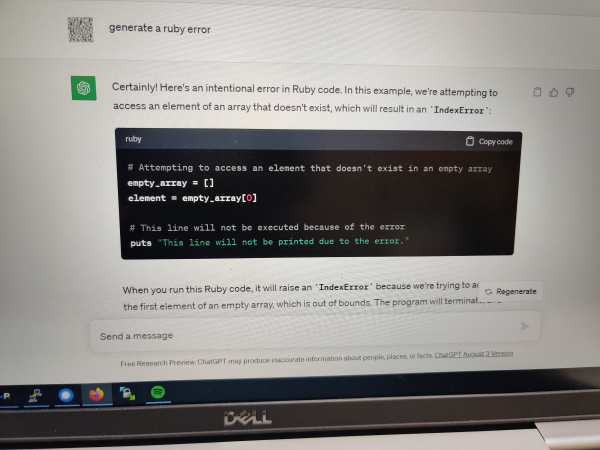 generate a ruby error
Certainly! Here's an intentional error in Ruby code. In this example, we're attempting to
access an element of an array that doesn't exist, which will result in an `IndexError`:
ruby
Copy code
# Attempting to access an element that doesn't exist in an empty array
empty_array = []
element = empty_array[0]
# This line will not be executed because of the error
puts "This line will not be printed due to the error."
When you run this Ruby code, it will raise an `IndexError` because we're trying to
Regenerate
the first element of an empty array, which is out of bounds. The program will
Send a message
Free Research Preview. ChatGPT may produce inaccurate information about people, places, or facts. ChatGPT August 3 Version
DELL